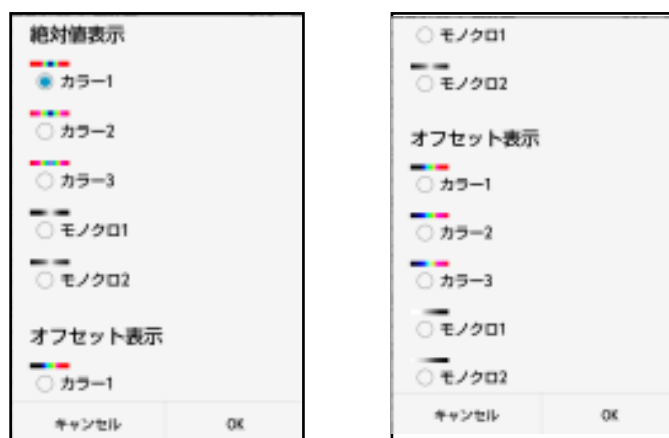 絶対値表示
カラー1
カラー2
カラー3
モノクロ1
モノクロ2
オフセット表示
カラー1
キャンセル OK
モノクロ1
モノクロ2
オフセット表示
カラー1
カラー2
カラー3
モノクロ1
モノクロ2
キャンセル OK